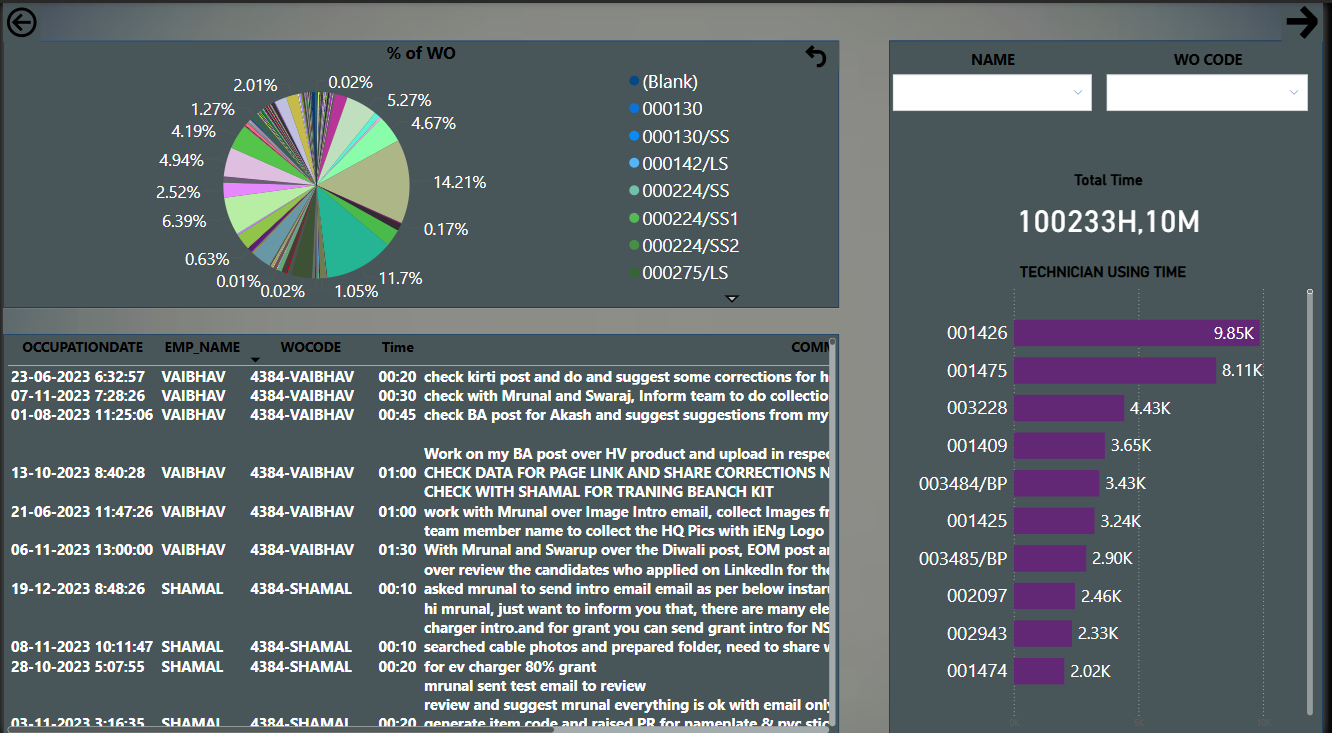 % of WO
2.01%
0.02%
1.27%
5.27%
4.19%
4.67%
4.94%
14.21%
2.52%
6.39%
0.17%
0.63%
0.01%
0.02%
1.05%
11.7%
(Blank)
000130
000130/SS
000142/LS
000224/SS
000224/SS1
000224/SS2
000275/LS
NAME
WO CODE
Total Time
100233H,10M
TECHNICIAN USING TIME
001426 9.85K
001475 8.11K
003228 4.43K
001409 3.65K
003484/BP 3.43K
001425 3.24K
003485/BP 2.90K
002097 2.46K
002943 2.33K
001474 2.02K
OCCUPATIONDATE EMP_NAME WOCODE Time COMM
23-06-2023 6:32:57 VAIBHAV 4384-VAIBHAV 00:20 check kirti post and do and suggest some corrections for h
07-11-2023 7:28:26 VAIBHAV 4384-VAIBHAV 00:30 check with Mrunal and Swaraj, Inform team to do collectio
01-08-2023 11:25:06 VAIBHAV 4384-VAIBHAV 00:45 check BA post for Akash and suggest suggestions from my
Work on my BA post over HV product and upload in respec
13-10-2023 8:40:28 VAIBHAV 4384-VAIBHAV 01:00 CHECK DATA FOR PAGE LINK AND SHARE CORRECTIONS N
CHECK WITH SHAMAL FOR TRANING BEANCH KIT
21-06-2023 11:47:26 VAIBHAV 4384-VAIBHAV 01:00 work with Mrunal over Image Intro email, collect Images fr
team member name to collect the HQ Pics with iENg Logo
06-11-2023 13:00:00 VAIBHAV 4384-VAIBHAV 01:30 With Mrunal and Swarup over the Diwali post, EOM post an
over review the candidates who applied on LinkedIn for the
19-12-2023 8:48:26 SHAMAL 4384-SHAMAL 00:10 asked mrunal to send intro email email as per below instaru
hi mrunal, just want to inform you that, there are many ele
charger intro.and for grant you can send grant intro for NS
08-11-2023 10:11:47 SHAMAL 4384-SHAMAL 00:10 searched cable photos and prepared folder, need to share w
28-10-2023 5:07:55 SHAMAL 4384-SHAMAL 00:20 for ev charger 80% grant
mrunal sent test email to review
review and suggest mrunal everything is ok with email only
03-11-2023 3:16:35 SHAMAL 4384-SHAMAL 00:20 generate item code and raised PR for nameplate & pvc stic